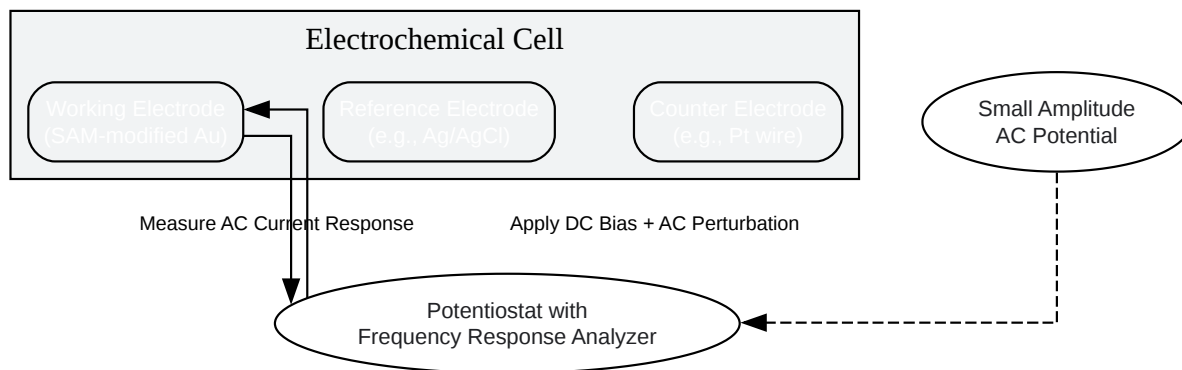 Electrochemical Cell
Working Electrode
(SAM-modified Au)
Reference Electrode
(e.g., Ag/AgCl)
Counter Electrode
(e.g., Pt wire)
Small Amplitude
AC Potential
Measure AC Current Response
Apply DC Bias + AC Perturbation
Potentiostat with
Frequency Response Analyzer